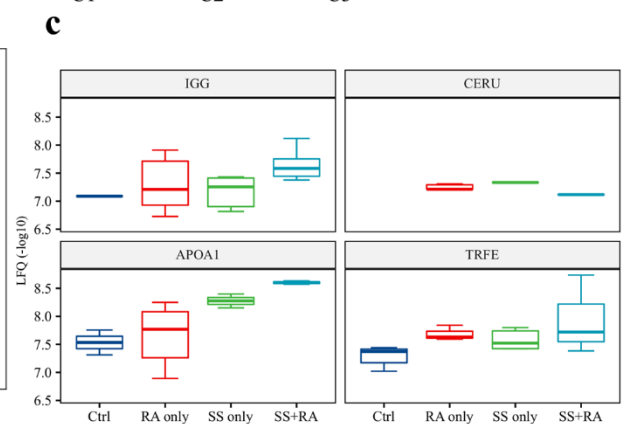 c
IGG CERU
8.5
8.0
7.5
7.0
6.5
LFQ (-log10)
APOA1 TRFE
8.5
8.0
7.5
7.0
6.5
Ctrl RA only SS only SS+RA Ctrl RA only SS only SS+RA